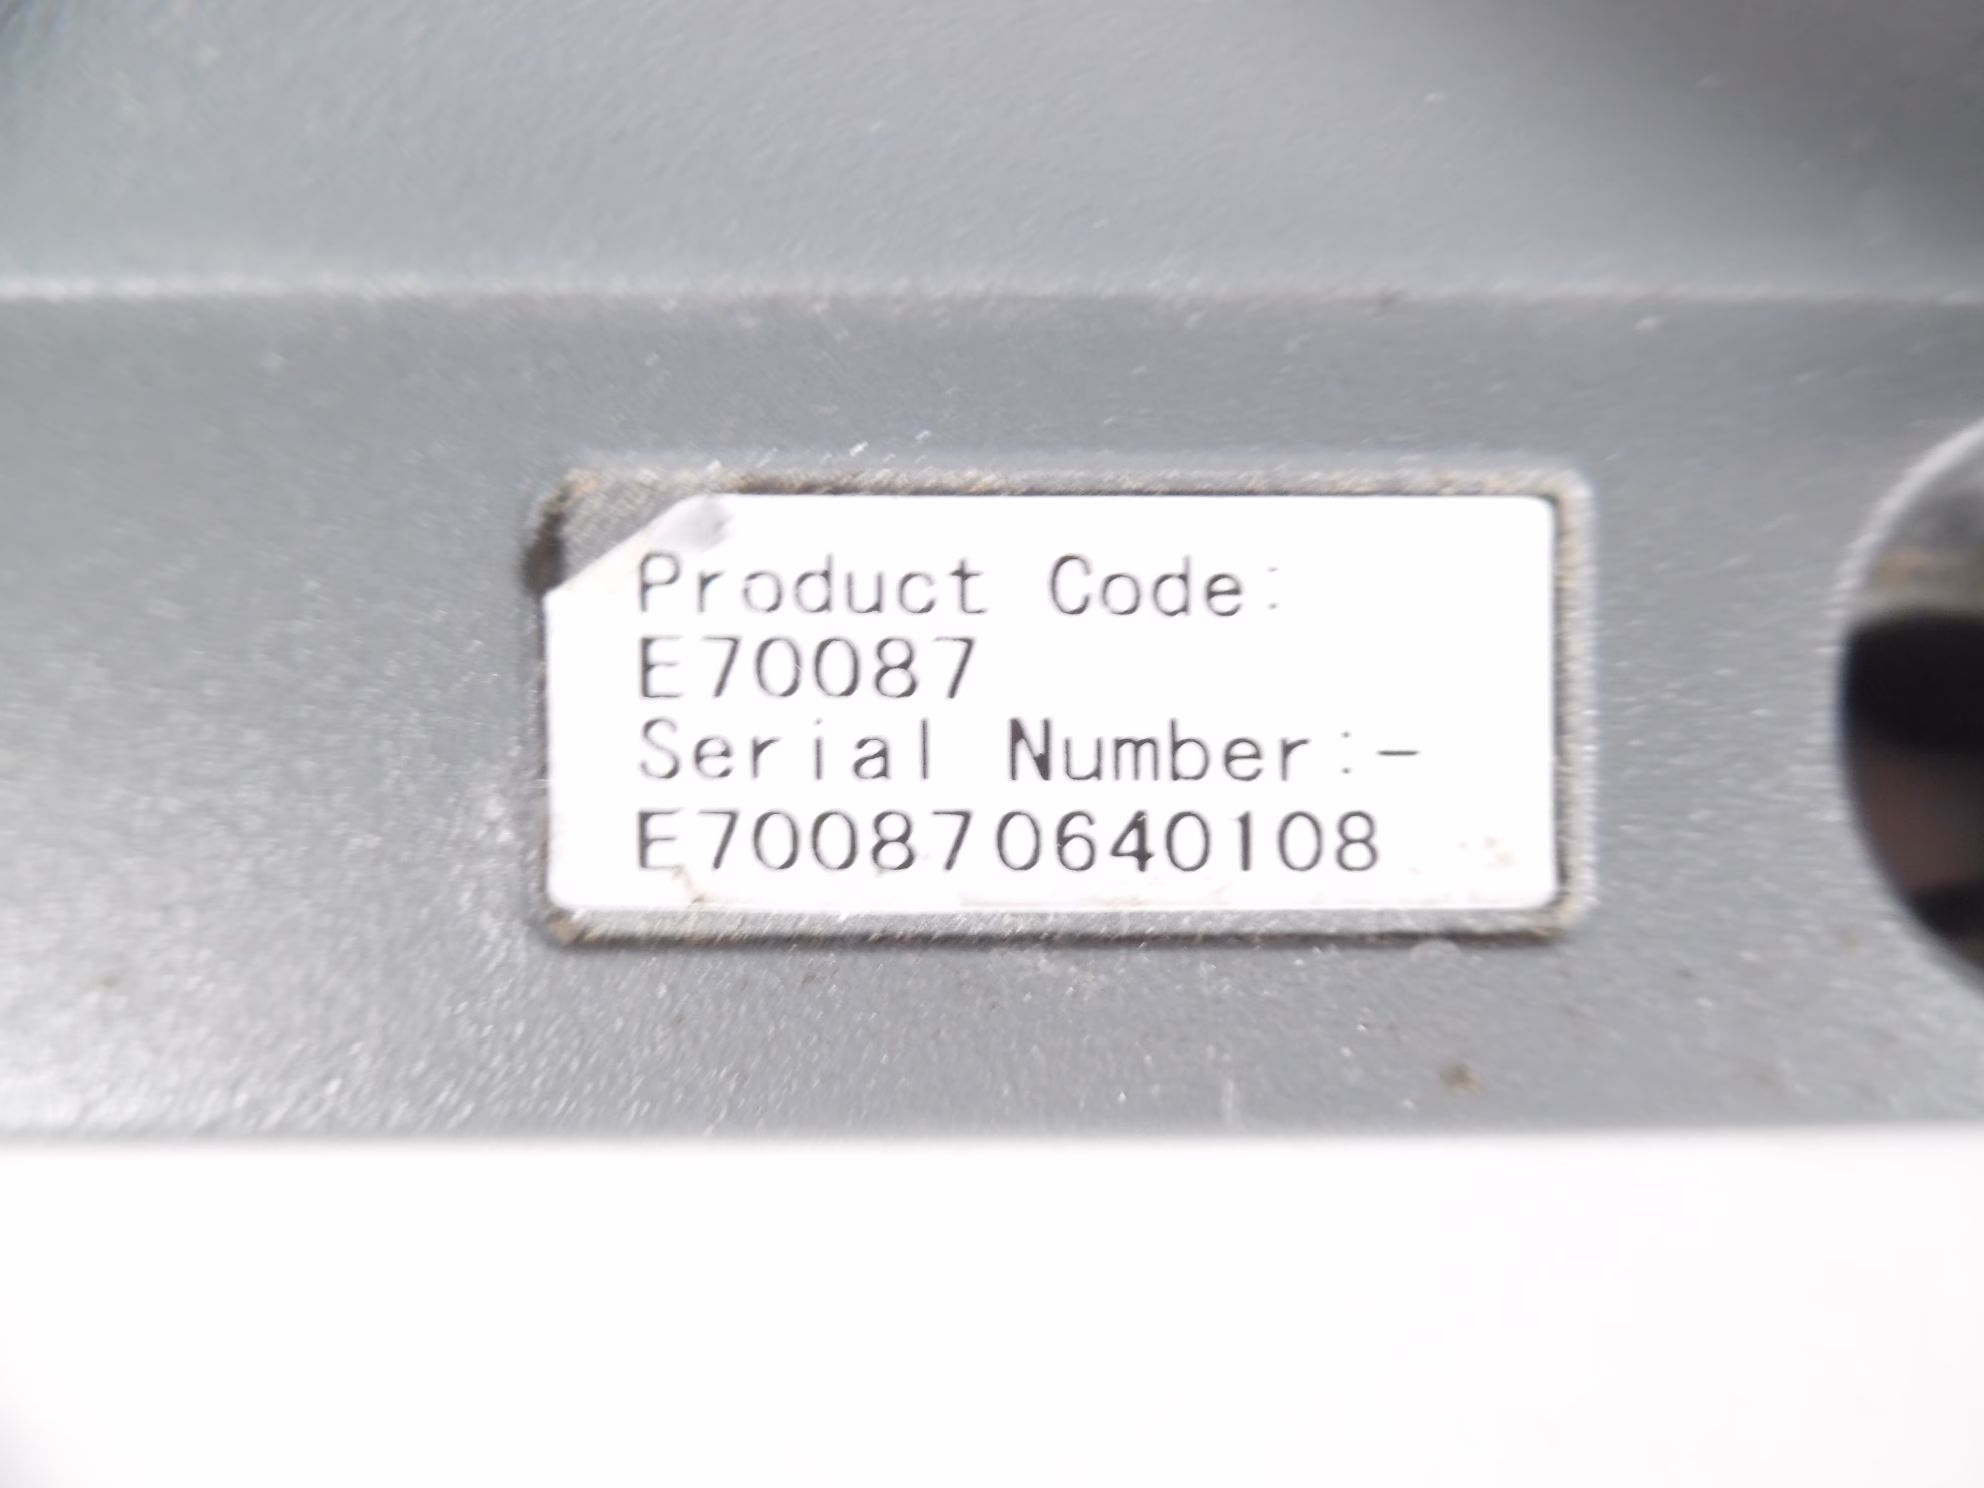 Product Code:
E70087
Serial Number:-
E700870640108